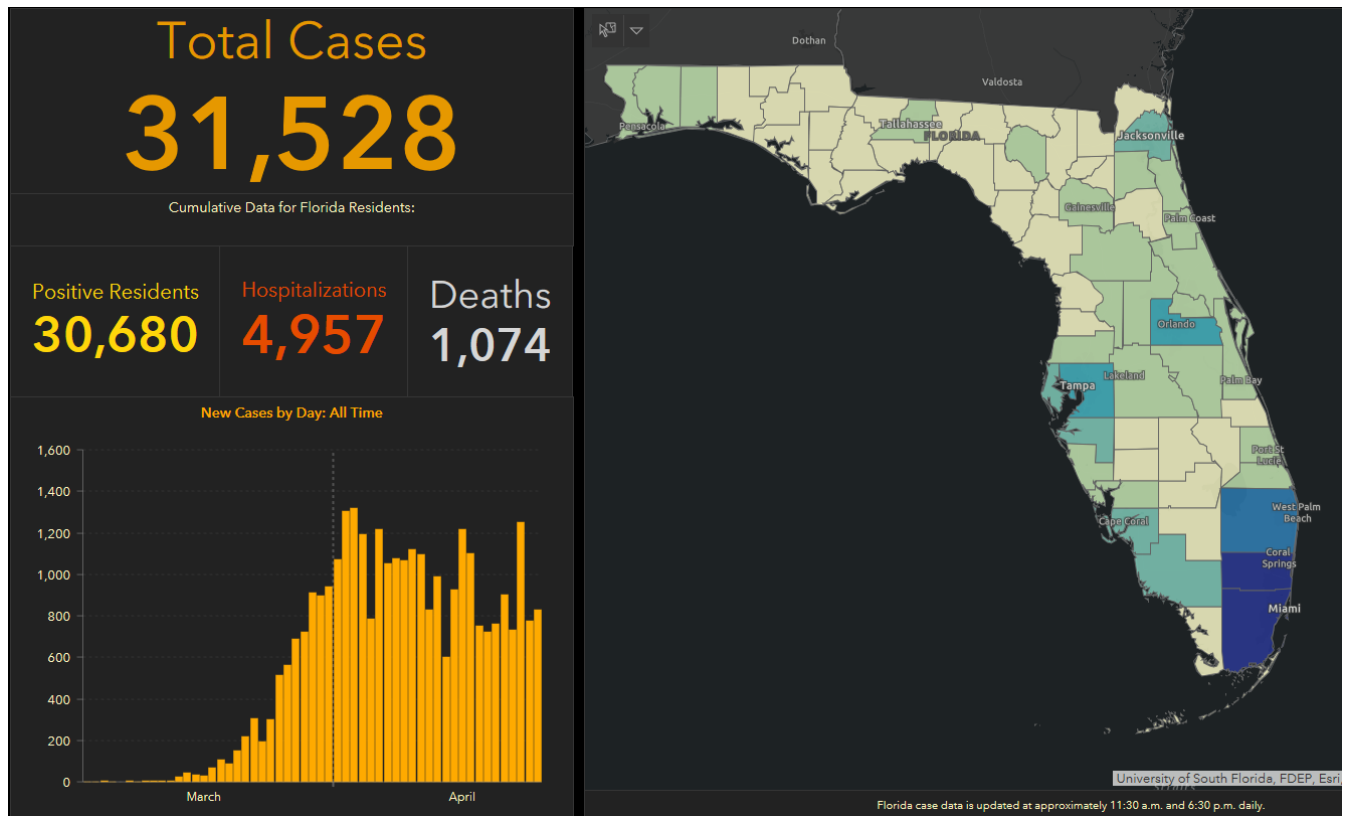 Total Cases
31,528
Cumulative Data for Florida Residents:
Positive Residents
30,680
Hospitalizations
4,957
Deaths
1,074
New Cases by Day: All Time
1,600
1,400
1,200
1,000
800
600
400
200
0
March
April
Dothan
Valdosta
Pensacola
Tallahassee
FLORIDA
Jacksonville
Gainesville
Palm Coast
Orlando
Lakeland
Tampa
Palm Bay
Port St
Lucie
West Palm
Beach
Cape Coral
Coral
Springs
Miami
University of South Florida, FDEP, Esri,
Florida case data is updated at approximately 11:30 a.m. and 6:30 p.m. daily.